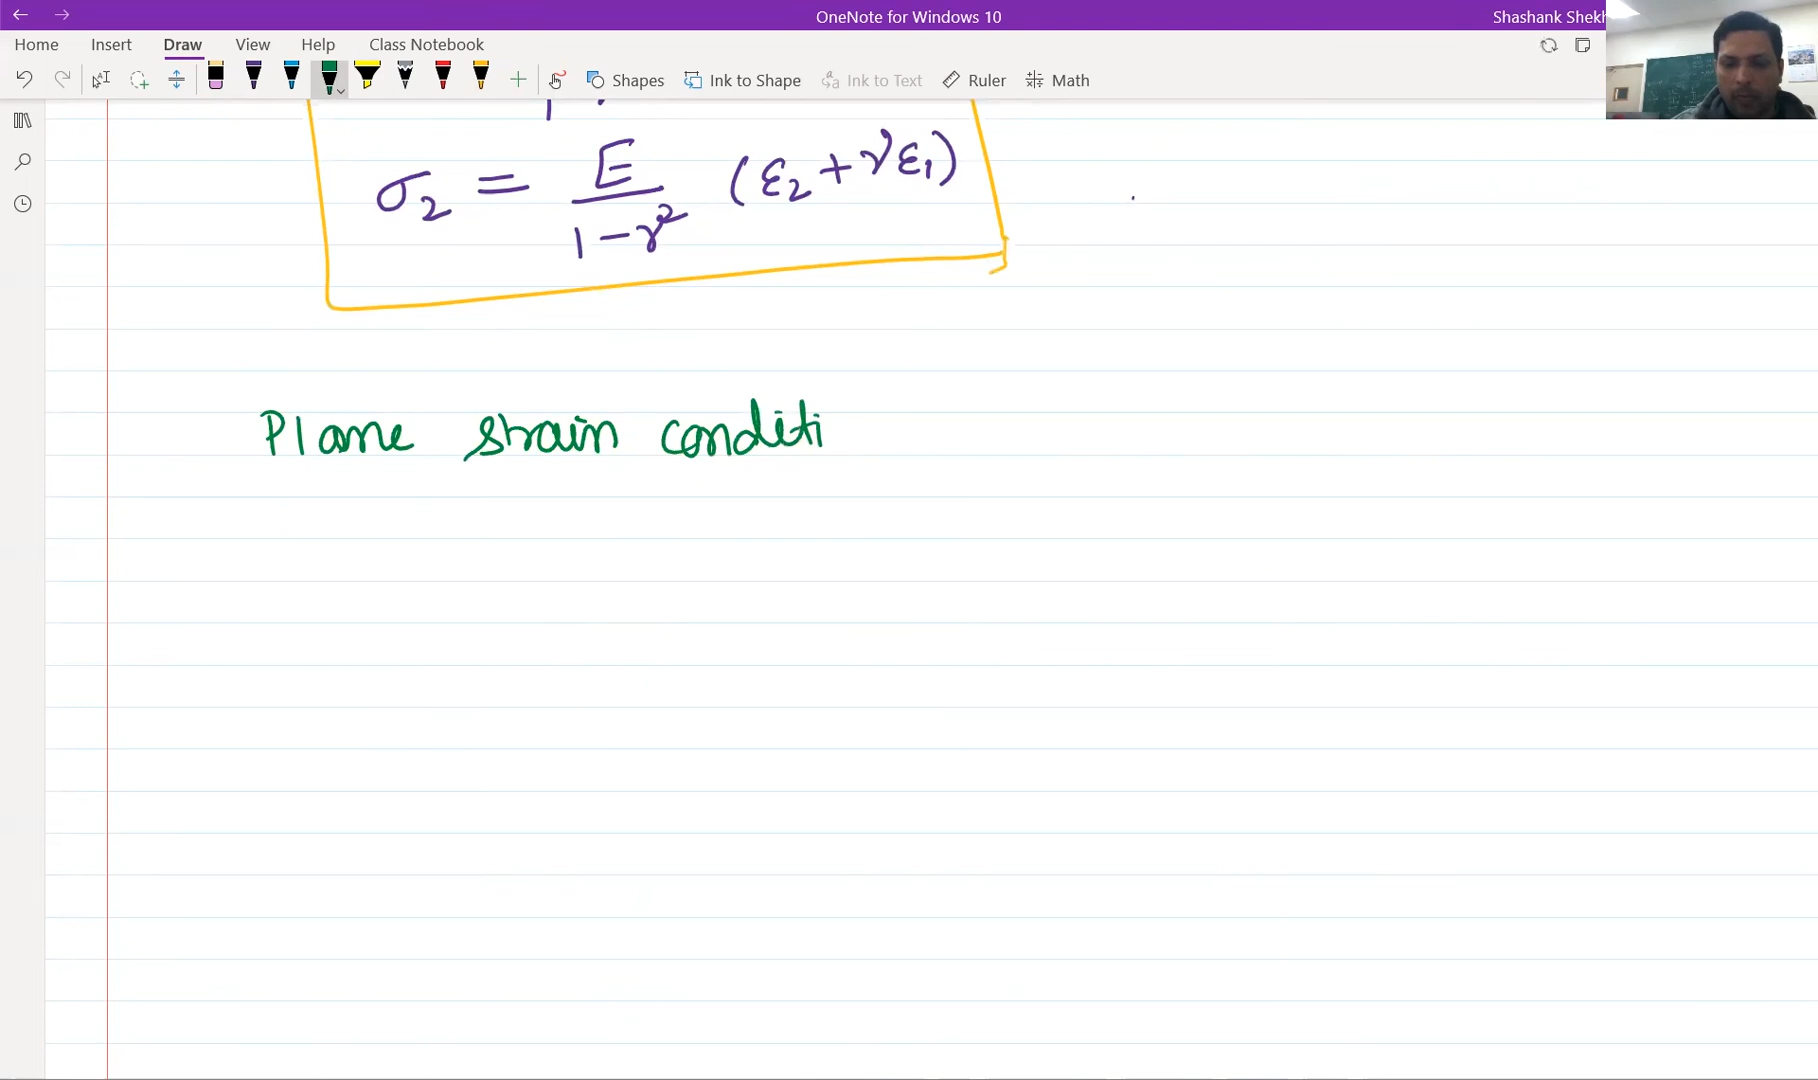 OneNote for Windows 10
Shashank Shekh
Home Insert Draw View Help Class Notebook
Shapes Ink to Shape Ink to Text Ruler Math
σ₂ = E / (1 − ν²) (ε₂ + νε₁)
Plane strain conditi